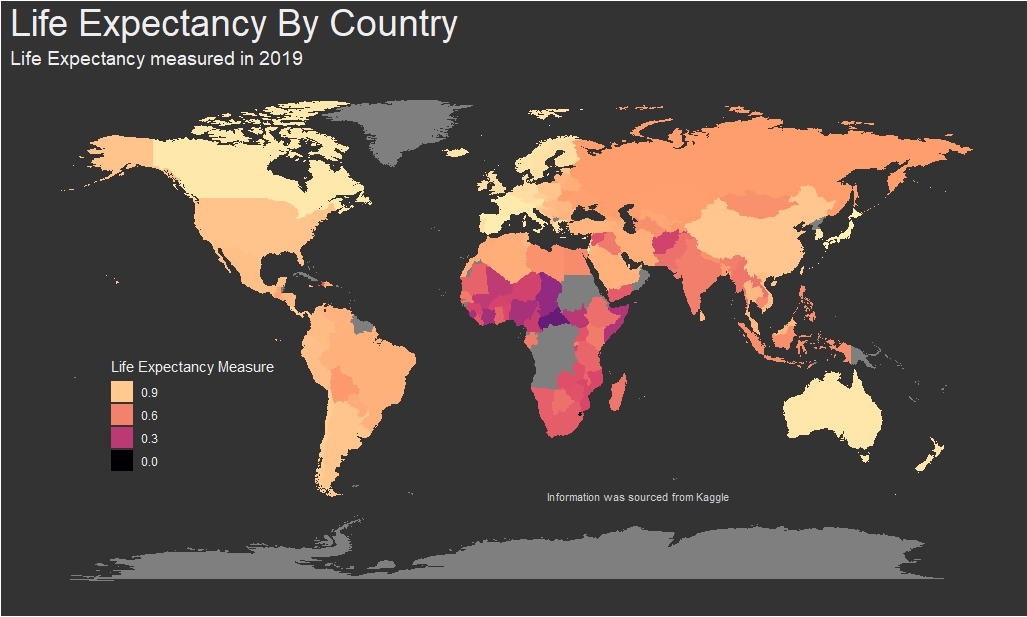 Life Expectancy By Country
Life Expectancy measured in 2019
Life Expectancy Measure
0.9
0.6
0.3
0.0
Information was sourced from Kaggle